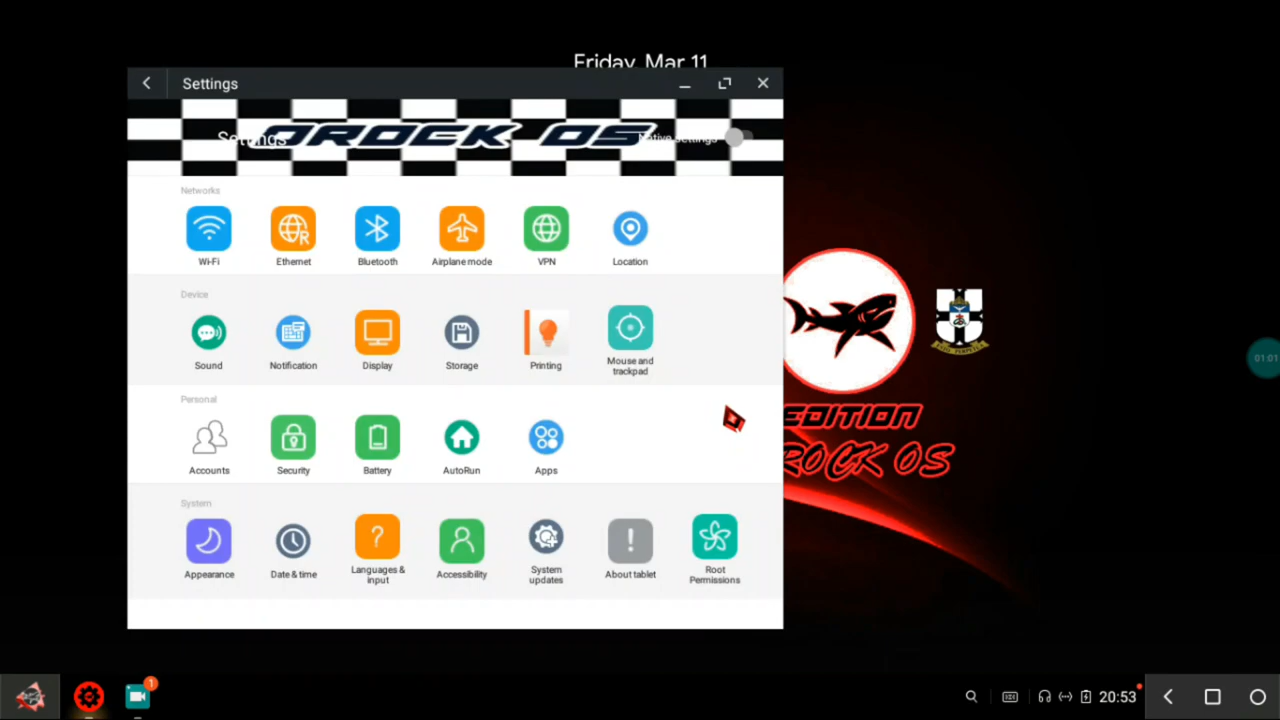 Friday, Mar 11
Settings
OROCK OS
Settings
Native settings
Networks
Wi-Fi
Ethernet
Bluetooth
Airplane mode
VPN
Location
Device
Sound
Notification
Display
Storage
Printing
Mouse and
trackpad
Personal
Accounts
Security
Battery
AutoRun
Apps
System
Appearance
Date & time
Languages &
input
Accessibility
System
updates
About tablet
Root
Permissions
EDITION
ROCK OS
01:01
1
20:53